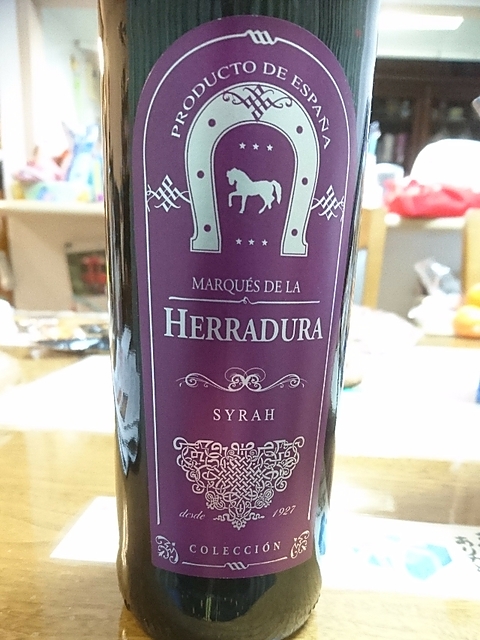 PRODUCTO DE ESPAÑA
MARQUÉS DE LA
HERRADURA
SYRAH
desde 1927
COLECCIÓN